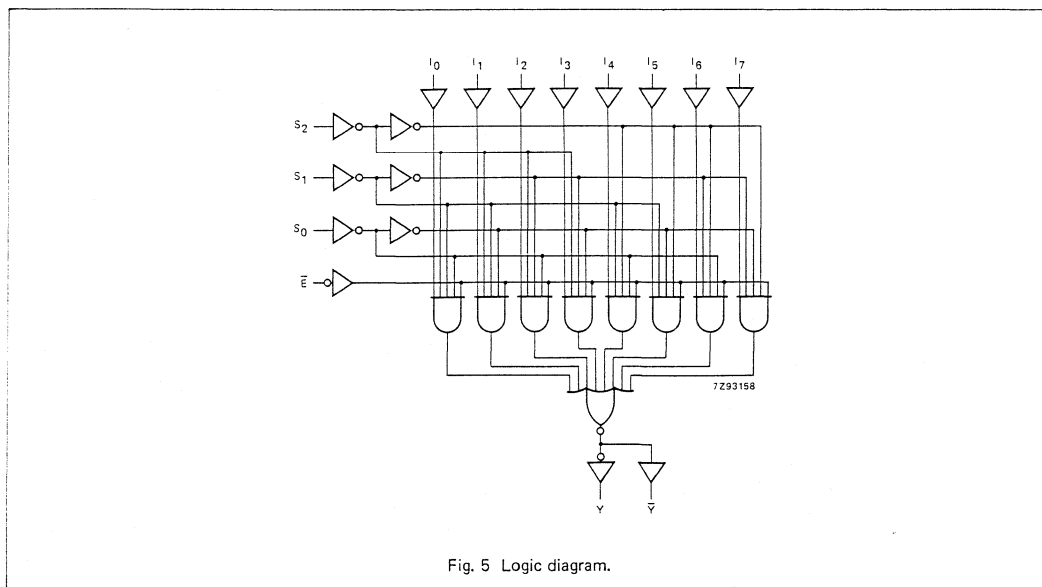 I0 I1 I2 I3 I4 I5 I6 I7
S2
S1
S0
E̅
7Z93158
Y Y̅
Fig. 5 Logic diagram.